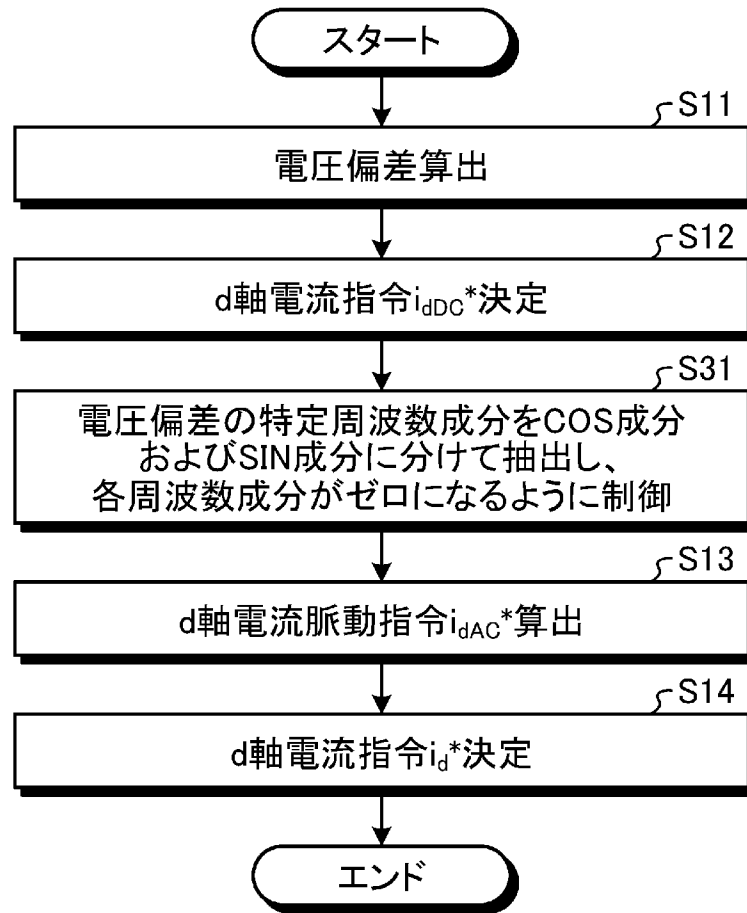 スタート
S11
電圧偏差算出
S12
d軸電流指令idDC*決定
S31
電圧偏差の特定周波数成分をCOS成分
およびSIN成分に分けて抽出し、
各周波数成分がゼロになるように制御
S13
d軸電流脈動指令idAC*算出
S14
d軸電流指令id*決定
エンド